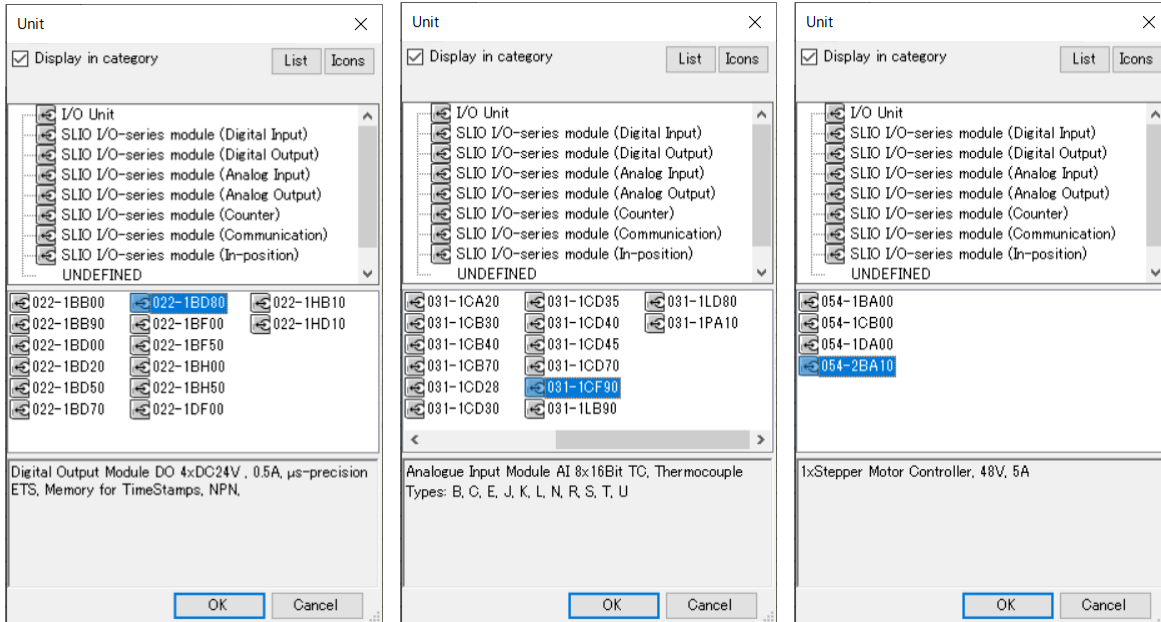 Unit
Display in category
List
Icons
I/O Unit
SLIO I/O-series module (Digital Input)
SLIO I/O-series module (Digital Output)
SLIO I/O-series module (Analog Input)
SLIO I/O-series module (Analog Output)
SLIO I/O-series module (Counter)
SLIO I/O-series module (Communication)
SLIO I/O-series module (In-position)
UNDEFINED
022-1BB00 022-1BD80 022-1HB10
022-1BB90 022-1BF00 022-1HD10
022-1BD00 022-1BF50
022-1BD20 022-1BH00
022-1BD50 022-1BH50
022-1BD70 022-1DF00
Digital Output Module DO 4xDC24V , 0.5A, µs-precision
ETS, Memory for TimeStamps, NPN,
OK
Cancel
Unit
Display in category
List
Icons
I/O Unit
SLIO I/O-series module (Digital Input)
SLIO I/O-series module (Digital Output)
SLIO I/O-series module (Analog Input)
SLIO I/O-series module (Analog Output)
SLIO I/O-series module (Counter)
SLIO I/O-series module (Communication)
SLIO I/O-series module (In-position)
UNDEFINED
031-1CA20 031-1CD35 031-1LD80
031-1CB30 031-1CD40 031-1PA10
031-1CB40 031-1CD45
031-1CB70 031-1CD70
031-1CD28 031-1CF90
031-1CD30 031-1LB90
Analogue Input Module AI 8x16Bit TC, Thermocouple
Types: B, C, E, J, K, L, N, R, S, T, U
OK
Cancel
Unit
Display in category
List
Icons
I/O Unit
SLIO I/O-series module (Digital Input)
SLIO I/O-series module (Digital Output)
SLIO I/O-series module (Analog Input)
SLIO I/O-series module (Analog Output)
SLIO I/O-series module (Counter)
SLIO I/O-series module (Communication)
SLIO I/O-series module (In-position)
UNDEFINED
054-1BA00
054-1CB00
054-1DA00
054-2BA10
1xStepper Motor Controller, 48V, 5A
OK
Cancel